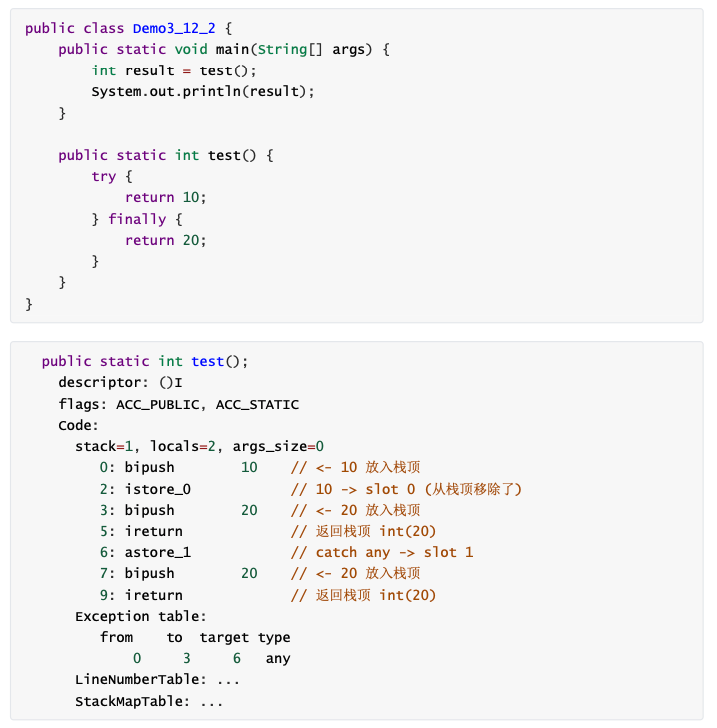 public class Demo3_12_2 {
    public static void main(String[] args) {
        int result = test();
        System.out.println(result);
    }

    public static int test() {
        try {
            return 10;
        } finally {
            return 20;
        }
    }
}
  public static int test();
    descriptor: ()I
    flags: ACC_PUBLIC, ACC_STATIC
    Code:
      stack=1, locals=2, args_size=0
         0: bipush        10    // <- 10 放入栈顶
         2: istore_0            // 10 -> slot 0 (从栈顶移除了)
         3: bipush        20    // <- 20 放入栈顶
         5: ireturn             // 返回栈顶 int(20)
         6: astore_1            // catch any -> slot 1
         7: bipush        20    // <- 20 放入栈顶
         9: ireturn             // 返回栈顶 int(20)
      Exception table:
         from    to  target type
             0     3     6   any
      LineNumberTable: ...
      StackMapTable: ...